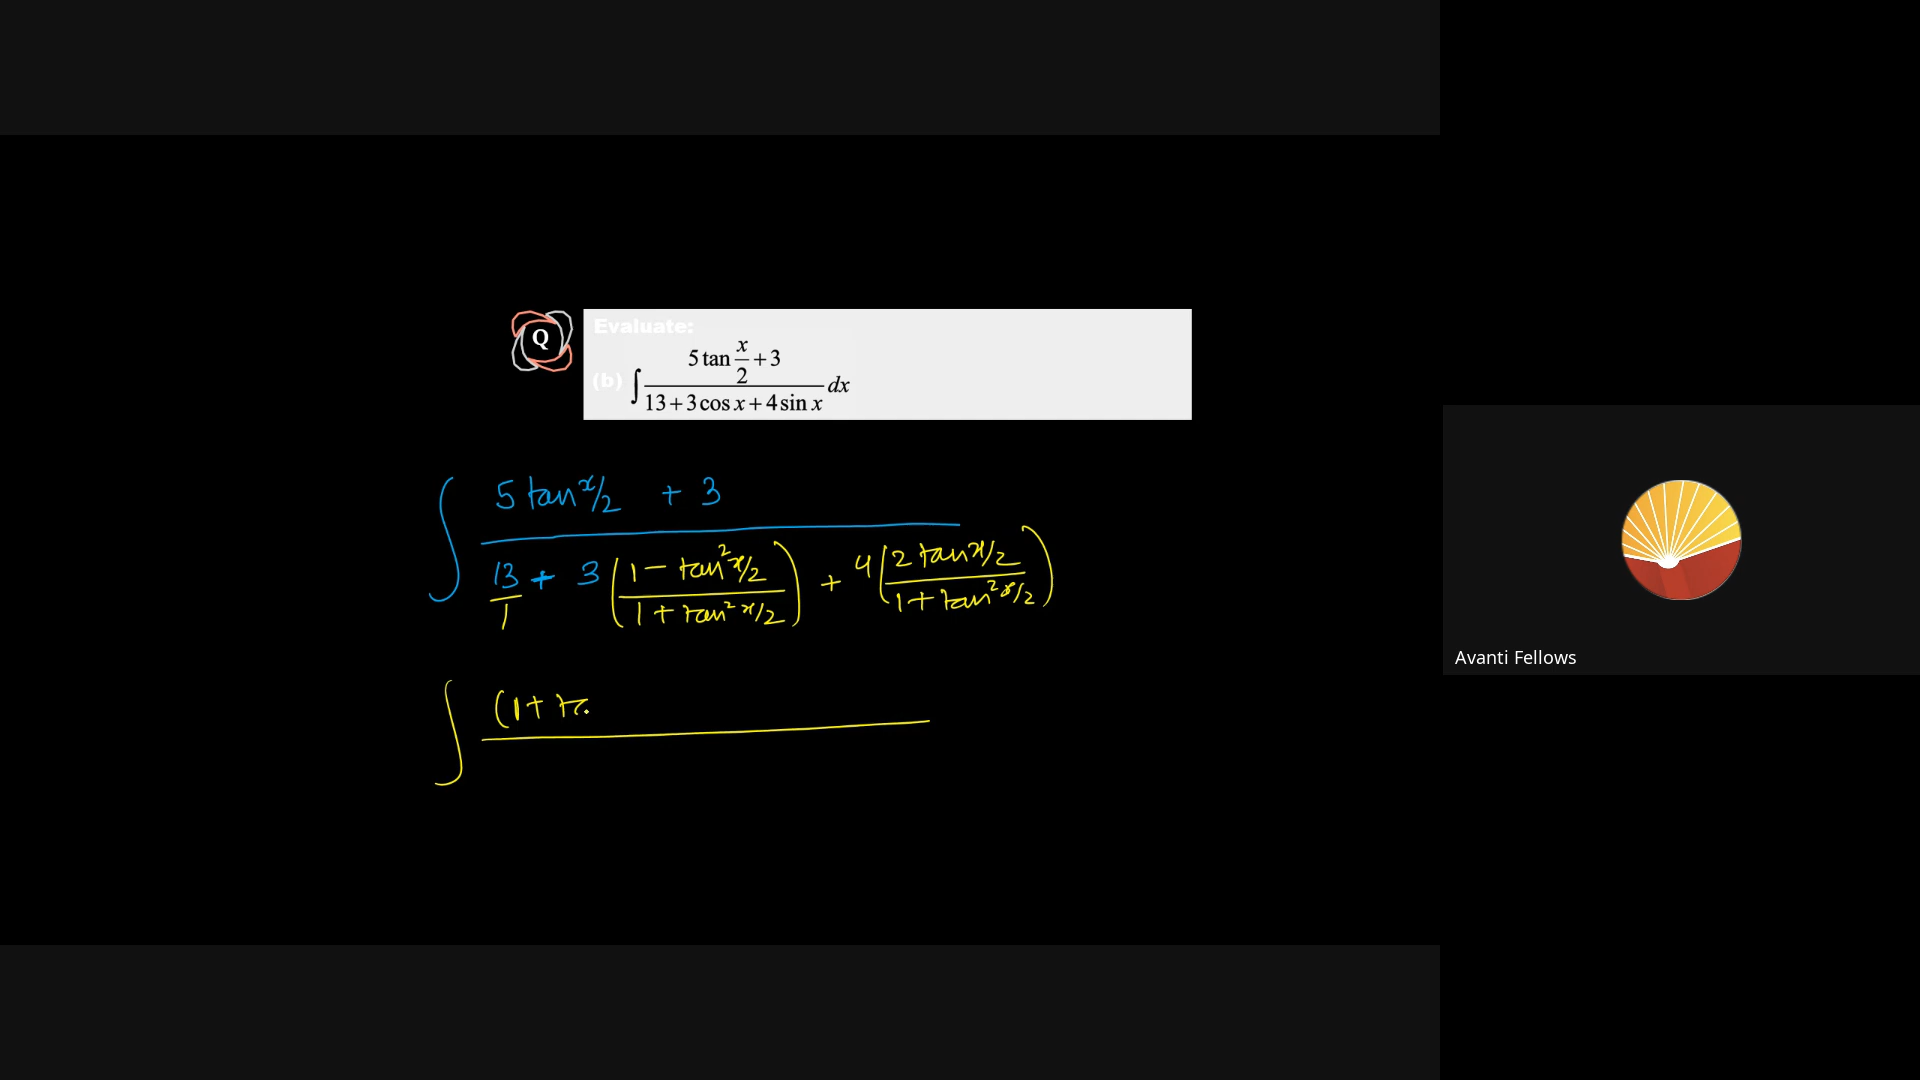 Q
Evaluate:
(b) ∫ (5 tan x/2 + 3)/(13 + 3 cos x + 4 sin x) dx
∫ (5 tan x/2 + 3)/(13/1 + 3((1 - tan² x/2)/(1 + tan² x/2)) + 4((2 tan x/2)/(1 + tan² x/2)))
∫ (1 + ta
Avanti Fellows